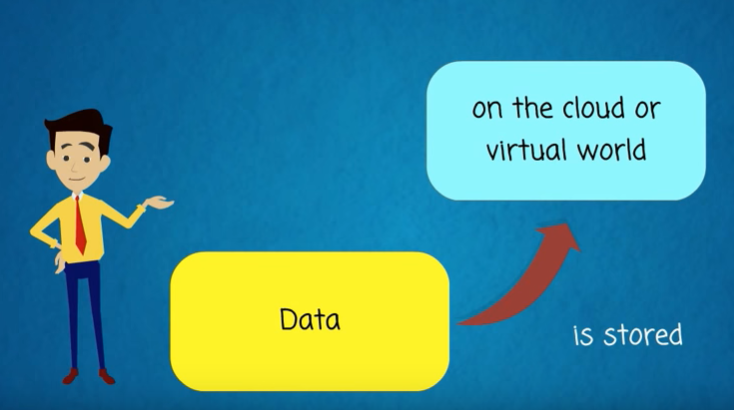 Data
is stored
on the cloud or
virtual world